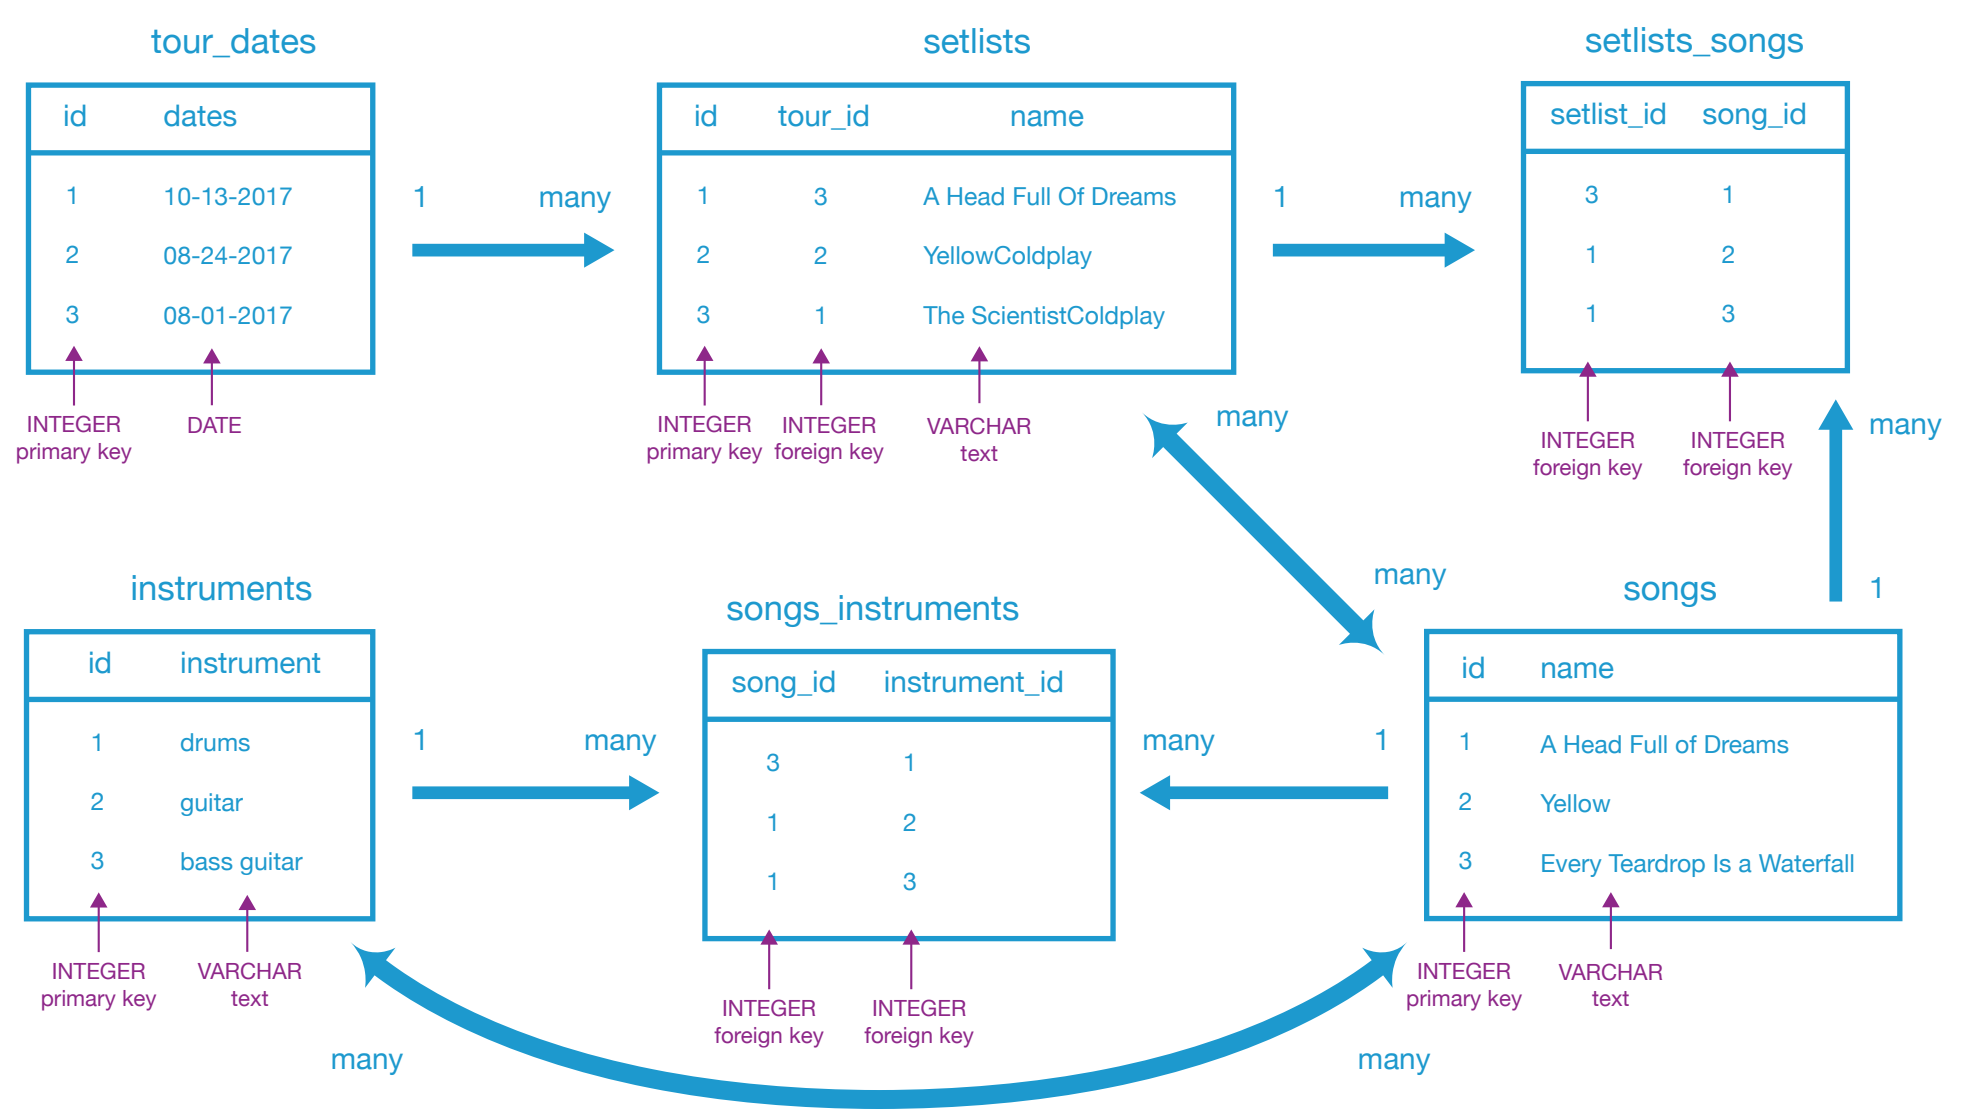 tour_dates
id dates
1 10-13-2017
2 08-24-2017
3 08-01-2017
INTEGER
primary key
DATE
1 many
setlists
id tour_id name
1 3 A Head Full Of Dreams
2 2 YellowColdplay
3 1 The ScientistColdplay
INTEGER
primary key
INTEGER
foreign key
VARCHAR
text
1 many
setlists_songs
setlist_id song_id
3 1
1 2
1 3
INTEGER
foreign key
INTEGER
foreign key
many
many
many
1
instruments
id instrument
1 drums
2 guitar
3 bass guitar
INTEGER
primary key
VARCHAR
text
1 many
songs_instruments
song_id instrument_id
3 1
1 2
1 3
INTEGER
foreign key
INTEGER
foreign key
many 1
songs
id name
1 A Head Full of Dreams
2 Yellow
3 Every Teardrop Is a Waterfall
INTEGER
primary key
VARCHAR
text
many
many